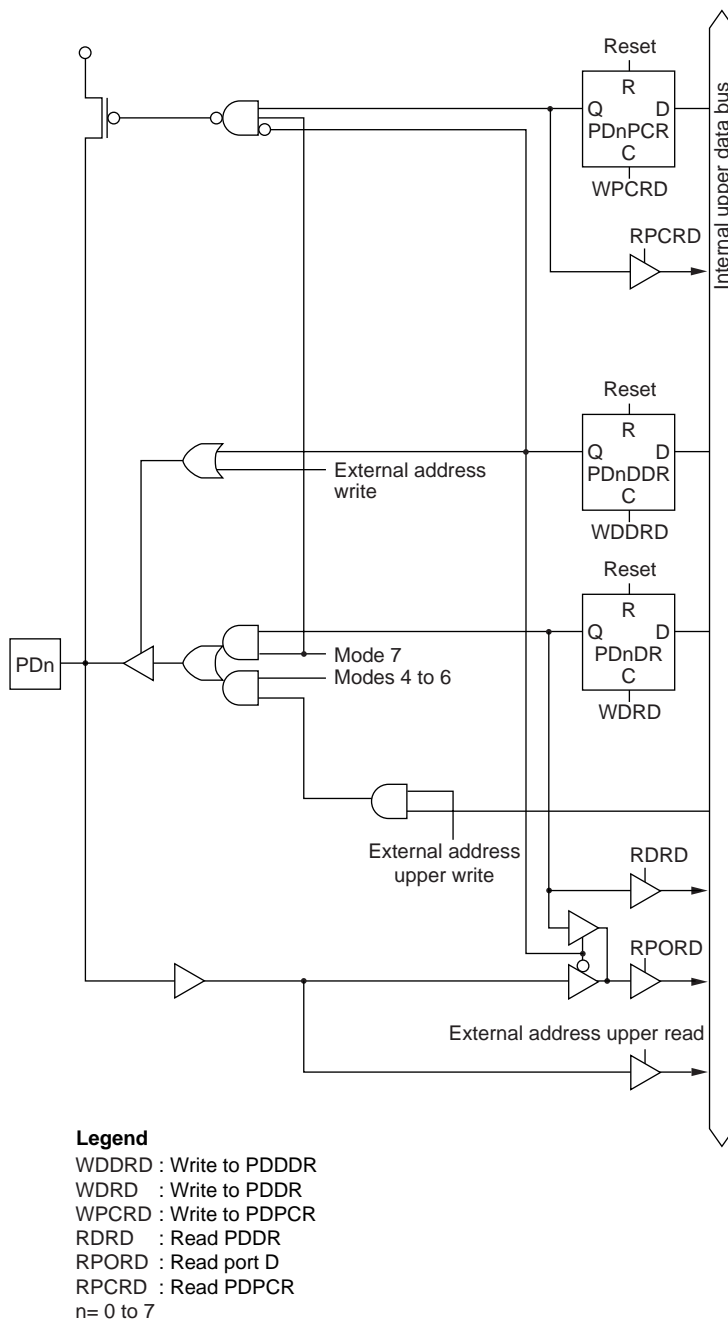 Reset
R
Q D
PDnPCR
C
WPCRD
RPCRD
Internal upper data bus
Reset
R
Q D
PDnDDR
C
WDDRD
External address
write
Reset
R
Q D
PDnDR
C
WDRD
PDn
Mode 7
Modes 4 to 6
External address
upper write
RDRD
RPORD
External address upper read
Legend
WDDRD : Write to PDDDR
WDRD : Write to PDDR
WPCRD : Write to PDPCR
RDRD : Read PDDR
RPORD : Read port D
RPCRD : Read PDPCR
n= 0 to 7